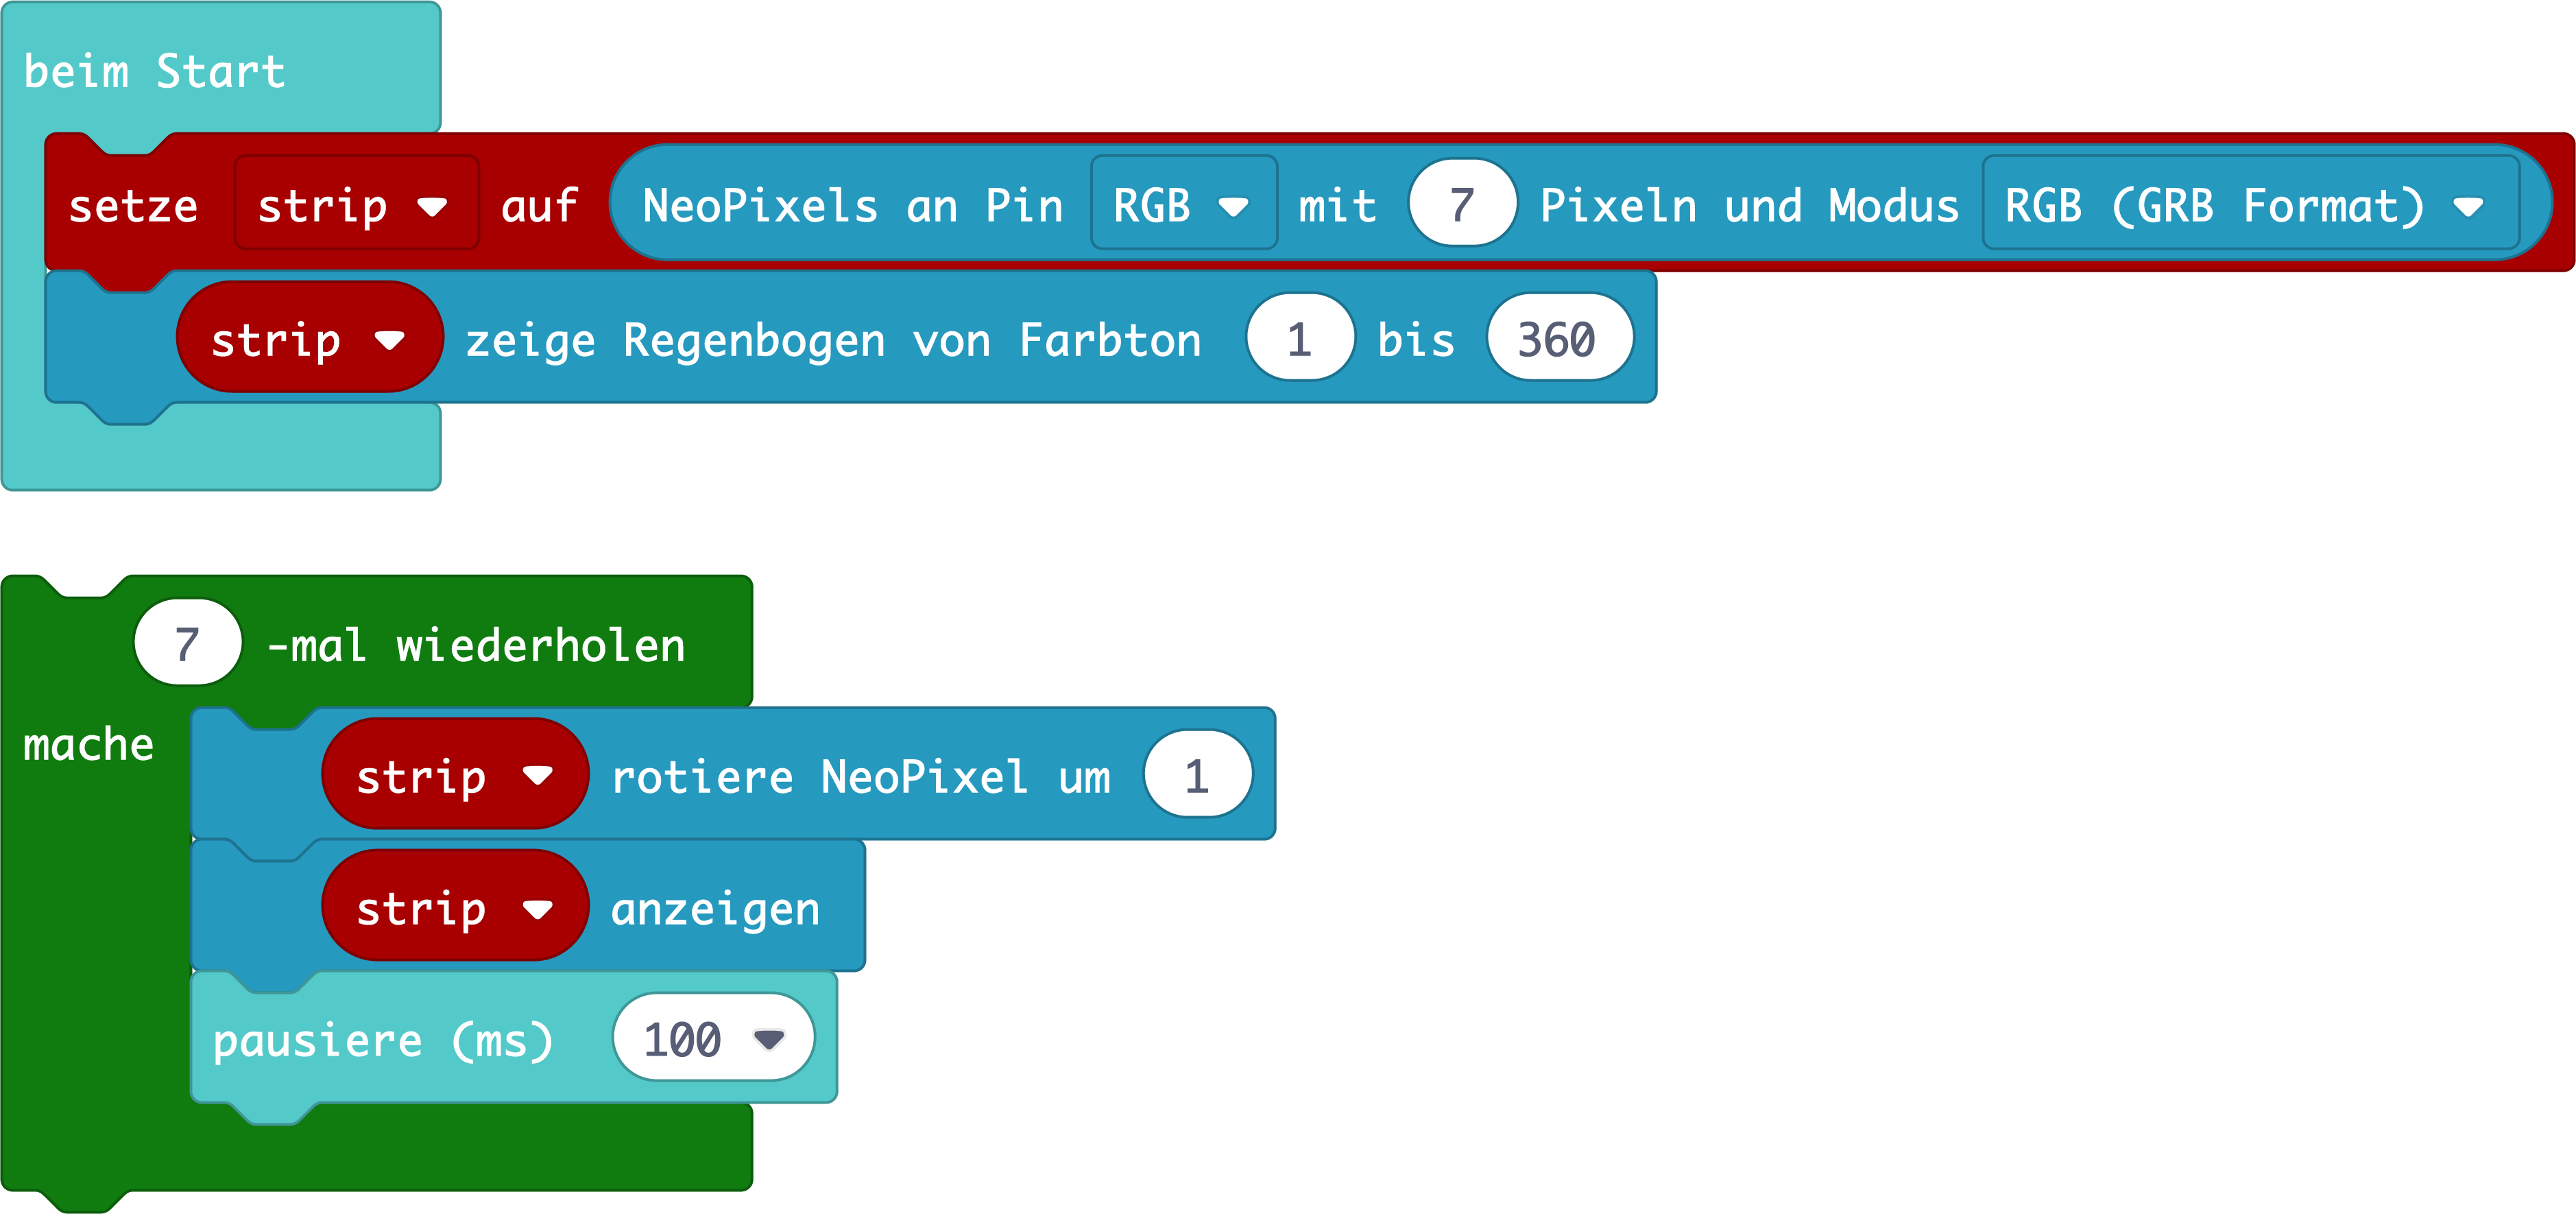 beim Start
setze strip auf NeoPixels an Pin RGB mit 7 Pixeln und Modus RGB (GRB Format)
strip zeige Regenbogen von Farbton 1 bis 360
7 -mal wiederholen
mache
strip rotiere NeoPixel um 1
strip anzeigen
pausiere (ms) 100